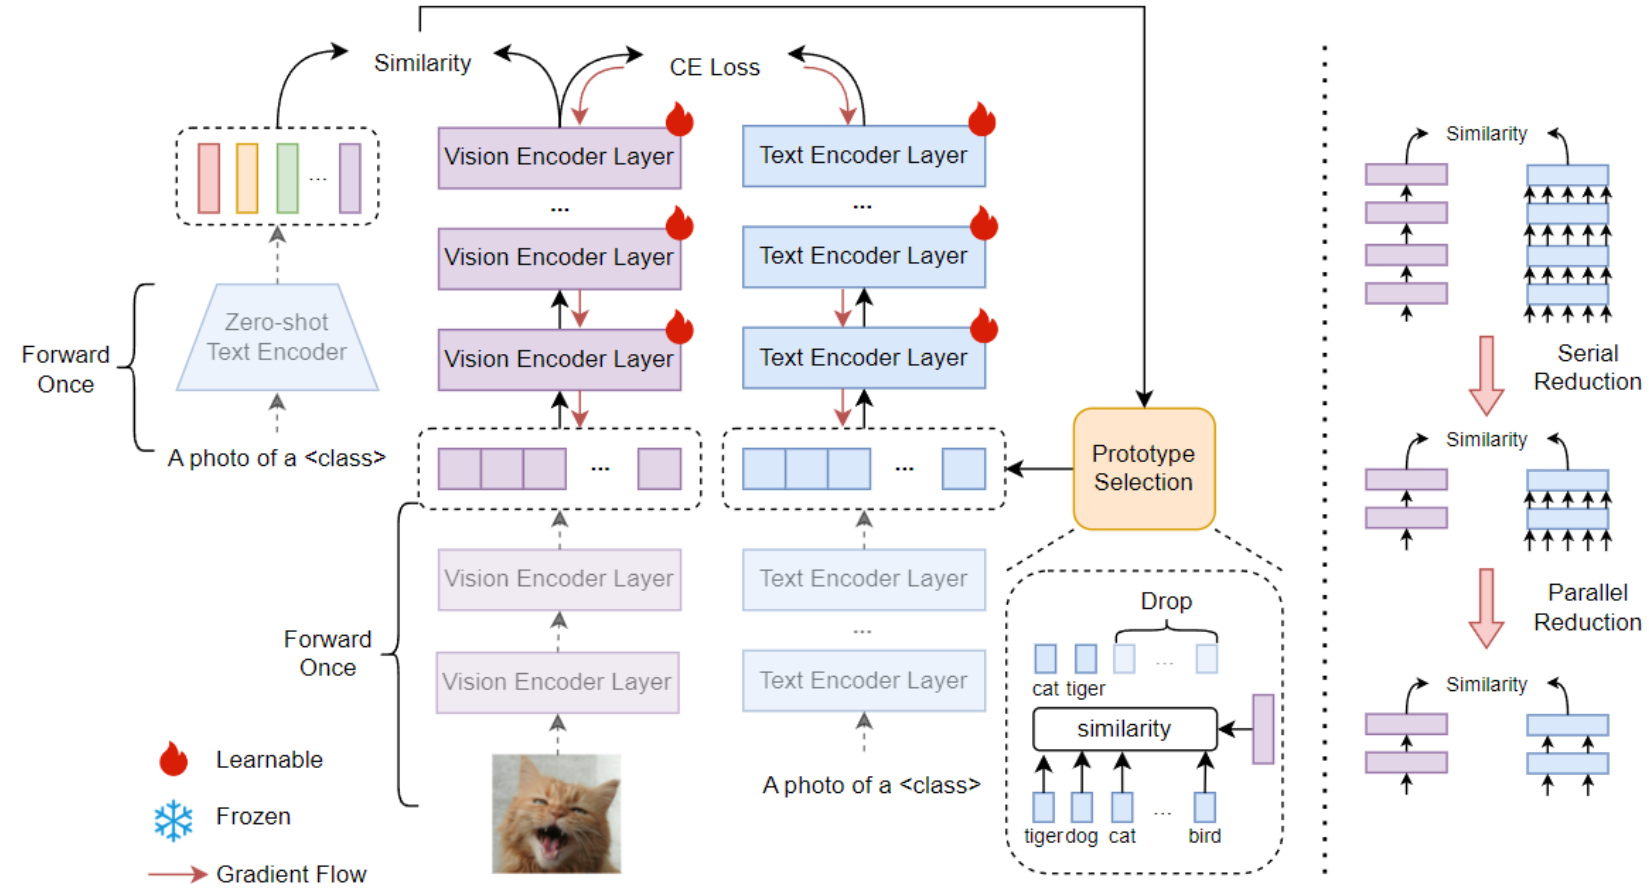 Similarity
CE Loss
Vision Encoder Layer
Text Encoder Layer
...
...
...
Vision Encoder Layer
Text Encoder Layer
Zero-shot
Text Encoder
Vision Encoder Layer
Text Encoder Layer
Forward
Once
A photo of a <class>
...
...
Prototype
Selection
Vision Encoder Layer
Text Encoder Layer
...
Forward
Once
Vision Encoder Layer
Text Encoder Layer
A photo of a <class>
Learnable
Frozen
Gradient Flow
Drop
...
cat tiger
similarity
...
tiger dog cat bird
Similarity
Serial
Reduction
Similarity
Parallel
Reduction
Similarity